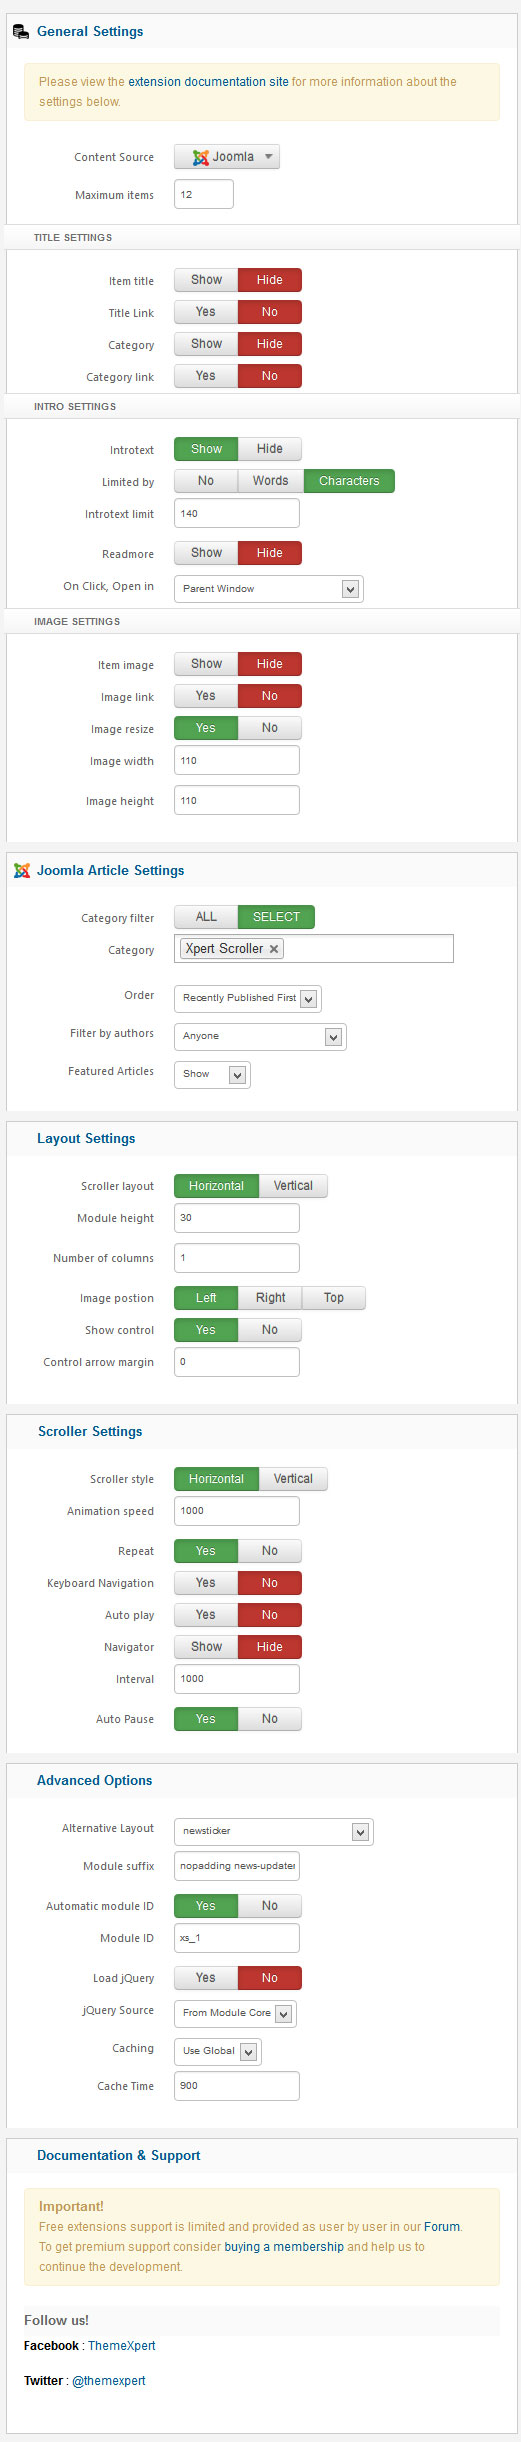 General Settings
Please view the extension documentation site for more information about the
settings below.
Content Source Joomla
Maximum items 12
TITLE SETTINGS
Item title Show Hide
Title Link Yes No
Category Show Hide
Category link Yes No
INTRO SETTINGS
Introtext Show Hide
Limited by No Words Characters
Introtext limit 140
Readmore Show Hide
On Click, Open in Parent Window
IMAGE SETTINGS
Item image Show Hide
Image link Yes No
Image resize Yes No
Image width 110
Image height 110
Joomla Article Settings
Category filter ALL SELECT
Category Xpert Scroller ×
Order Recently Published First
Filter by authors Anyone
Featured Articles Show
Layout Settings
Scroller layout Horizontal Vertical
Module height 30
Number of columns 1
Image postion Left Right Top
Show control Yes No
Control arrow margin 0
Scroller Settings
Scroller style Horizontal Vertical
Animation speed 1000
Repeat Yes No
Keyboard Navigation Yes No
Auto play Yes No
Navigator Show Hide
Interval 1000
Auto Pause Yes No
Advanced Options
Alternative Layout newsticker
Module suffix nopadding news-updater
Automatic module ID Yes No
Module ID xs_1
Load jQuery Yes No
jQuery Source From Module Core
Caching Use Global
Cache Time 900
Documentation & Support
Important!
Free extensions support is limited and provided as user by user in our Forum.
To get premium support consider buying a membership and help us to
continue the development.
Follow us!
Facebook : ThemeXpert
Twitter : @themexpert